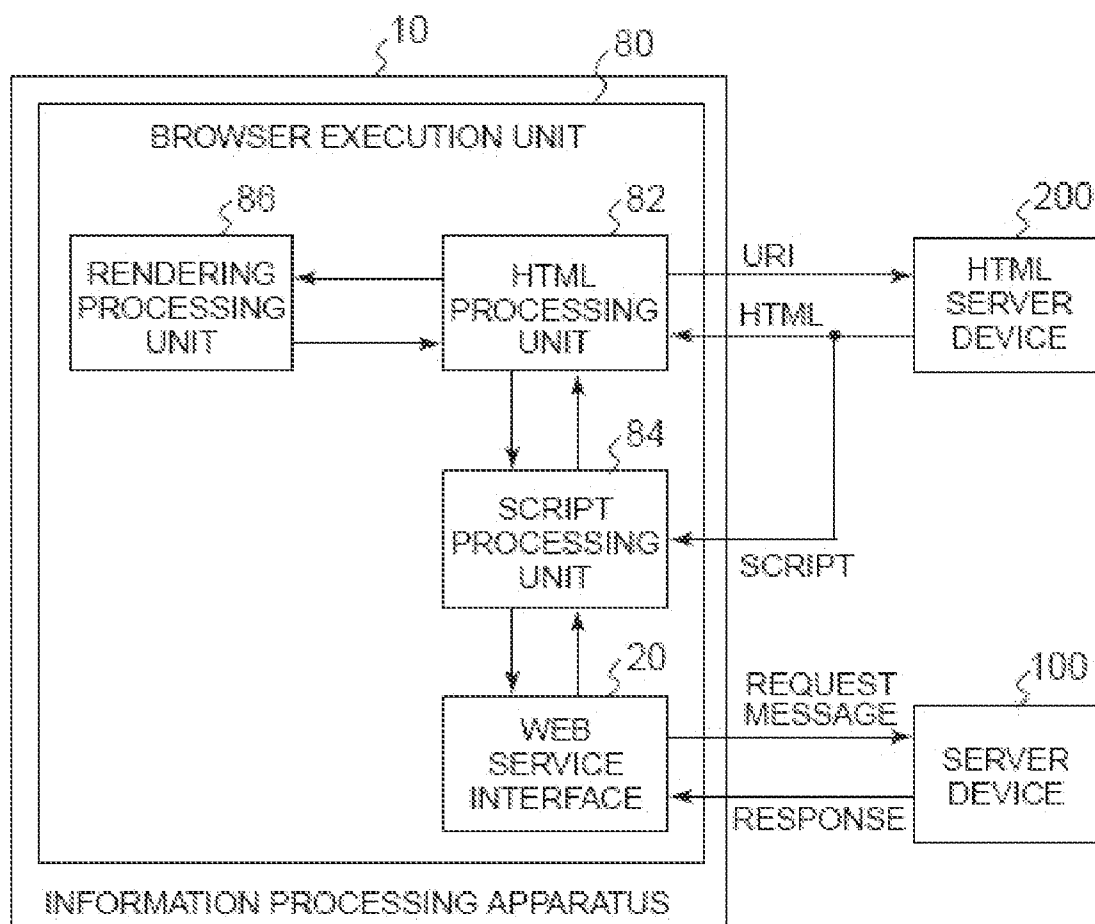 10
80
BROWSER EXECUTION UNIT
86
82
200
RENDERING
PROCESSING
UNIT
HTML
PROCESSING
UNIT
URI
HTML
HTML
SERVER
DEVICE
84
SCRIPT
PROCESSING
UNIT
SCRIPT
20
REQUEST
MESSAGE
100
WEB
SERVICE
INTERFACE
SERVER
DEVICE
RESPONSE
INFORMATION PROCESSING APPARATUS